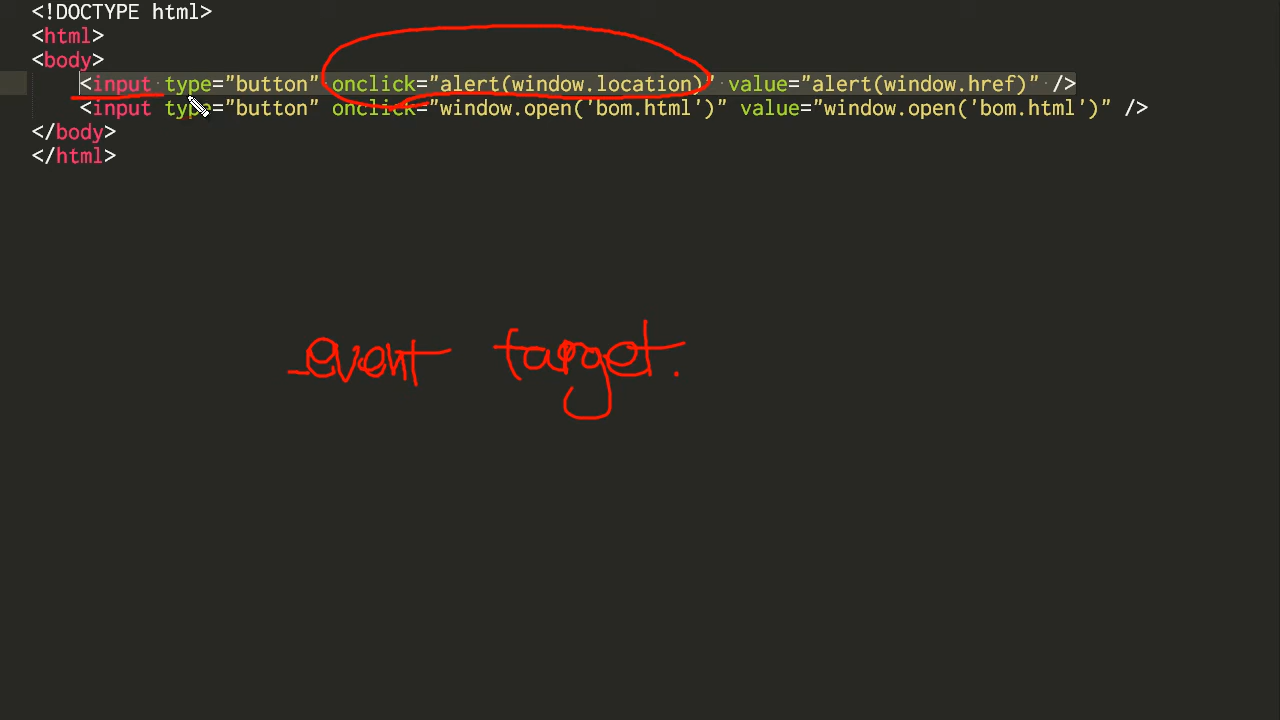 <!DOCTYPE html>
<html>
<body>
<input type="button" onclick="alert(window.location)" value="alert(window.href)" />
<input type="button" onclick="window.open('bom.html')" value="window.open('bom.html')" />
</body>
</html>
event target.